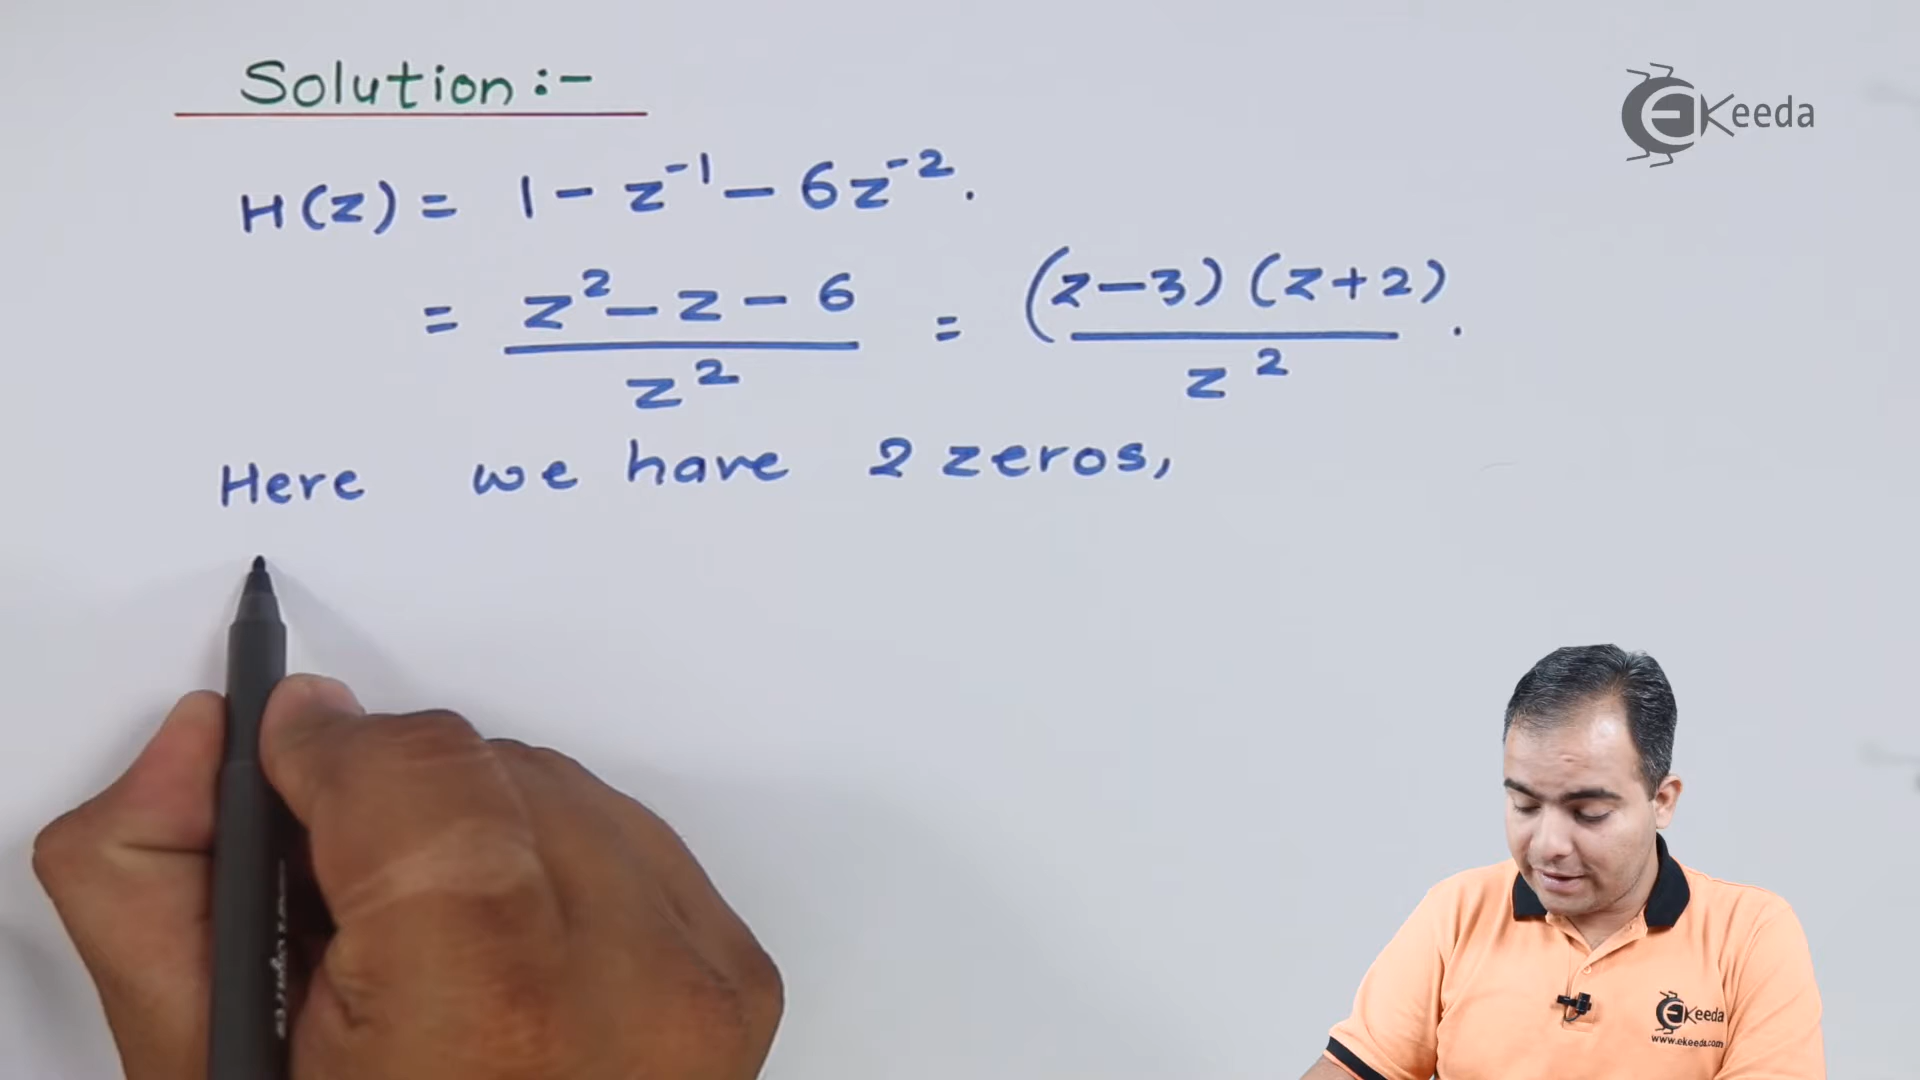 Solution :-
EKeeda
H(z) = 1 - z⁻¹ - 6z⁻².
= z² - z - 6 / z² = (z-3)(z+2) / z² .
Here we have 2 zeros,
EKeeda
www.ekeeda.com